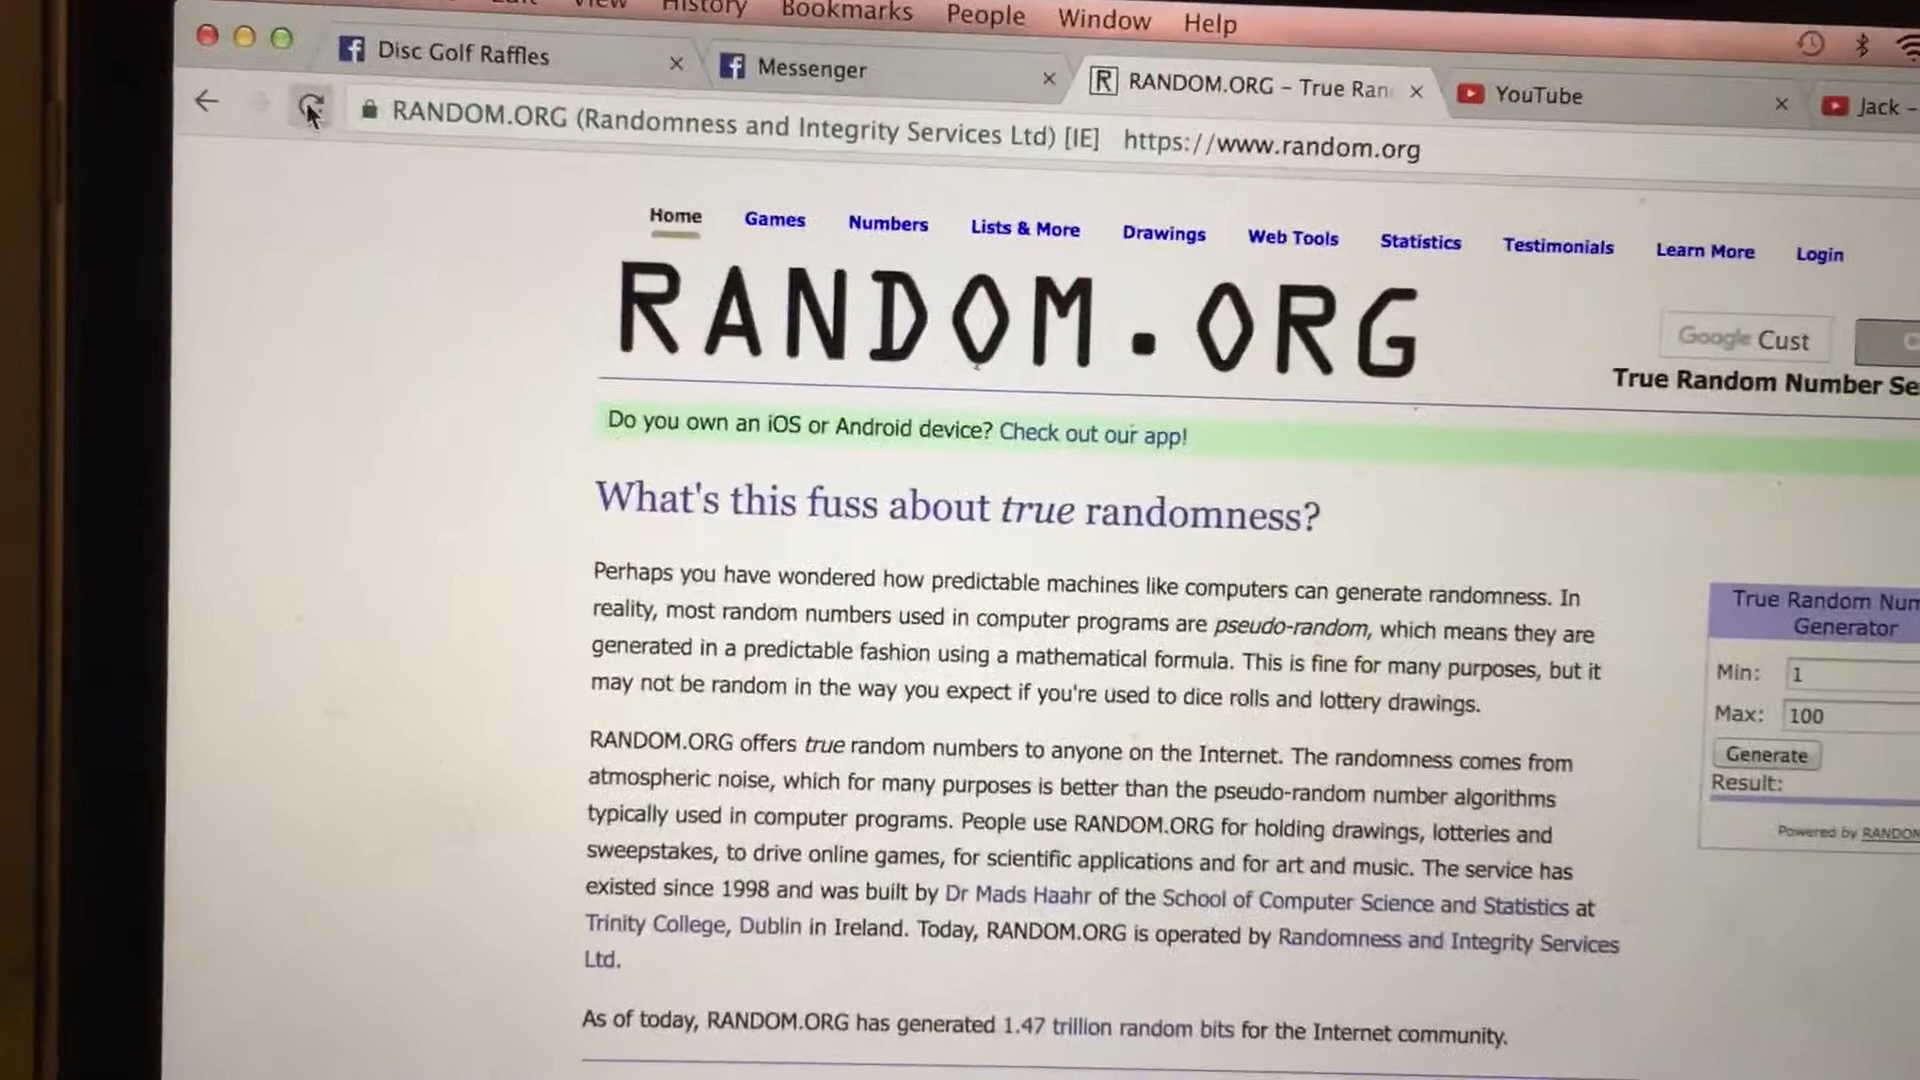 View History Bookmarks People Window Help
Disc Golf Raffles
Messenger
RANDOM.ORG - True Ran
YouTube
Jack -
RANDOM.ORG (Randomness and Integrity Services Ltd) [IE] https://www.random.org
Home Games Numbers Lists & More Drawings Web Tools Statistics Testimonials Learn More Login
RANDOM.ORG
Google Cust
True Random Number Se
Do you own an iOS or Android device? Check out our app!
What's this fuss about true randomness?
Perhaps you have wondered how predictable machines like computers can generate randomness. In
reality, most random numbers used in computer programs are pseudo-random, which means they are
generated in a predictable fashion using a mathematical formula. This is fine for many purposes, but it
may not be random in the way you expect if you're used to dice rolls and lottery drawings.
RANDOM.ORG offers true random numbers to anyone on the Internet. The randomness comes from
atmospheric noise, which for many purposes is better than the pseudo-random number algorithms
typically used in computer programs. People use RANDOM.ORG for holding drawings, lotteries and
sweepstakes, to drive online games, for scientific applications and for art and music. The service has
existed since 1998 and was built by Dr Mads Haahr of the School of Computer Science and Statistics at
Trinity College, Dublin in Ireland. Today, RANDOM.ORG is operated by Randomness and Integrity Services
Ltd.
As of today, RANDOM.ORG has generated 1.47 trillion random bits for the Internet community.
True Random Num
Generator
Min: 1
Max: 100
Generate
Result:
Powered by RANDOM